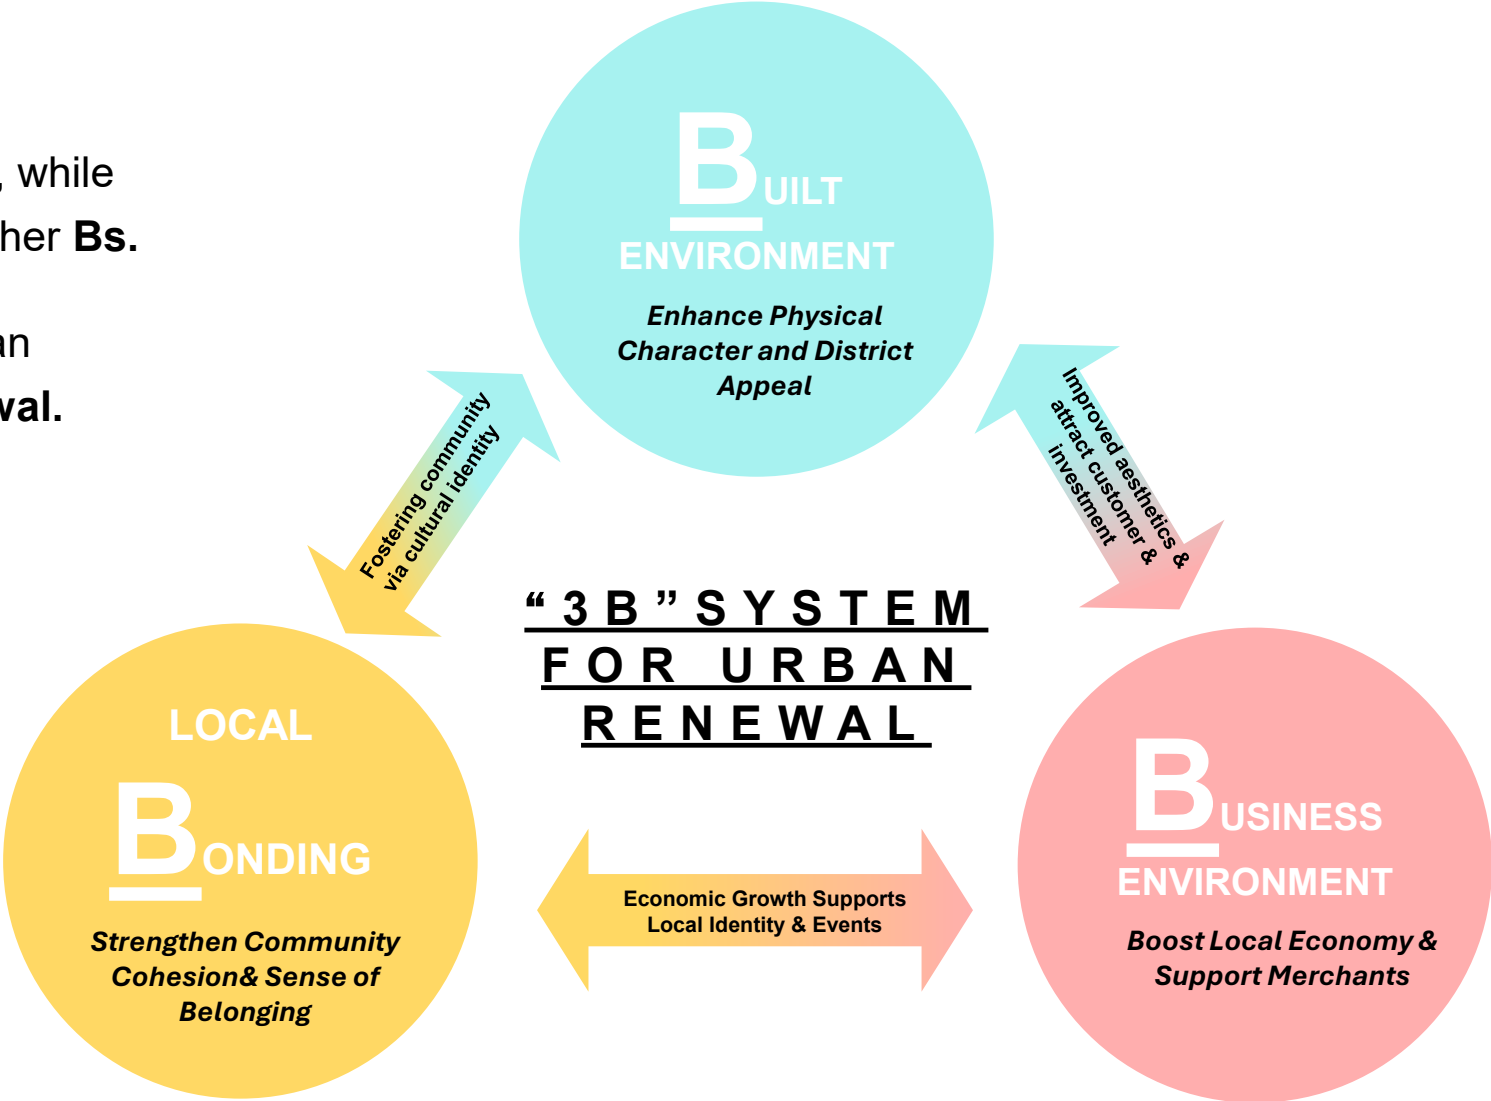 , while
her Bs.
an
wal.
BUILT
ENVIRONMENT
Enhance Physical
Character and District
Appeal
Fostering community
via cultural identity
Improved aesthetics &
attract customer &
investment
“3B”SYSTEM
FOR URBAN
RENEWAL
LOCAL
BONDING
Strengthen Community
Cohesion& Sense of
Belonging
Economic Growth Supports
Local Identity & Events
BUSINESS
ENVIRONMENT
Boost Local Economy &
Support Merchants